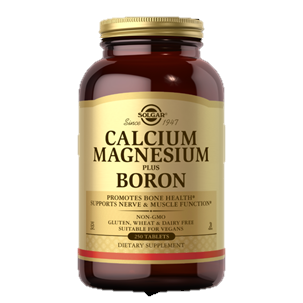 SOLGAR
Since 1947
CALCIUM
MAGNESIUM
PLUS
BORON
PROMOTES BONE HEALTH*
SUPPORTS NERVE & MUSCLE FUNCTION*
NON-GMO
GLUTEN, WHEAT & DAIRY FREE
SUITABLE FOR VEGANS
250 TABLETS
DIETARY SUPPLEMENT